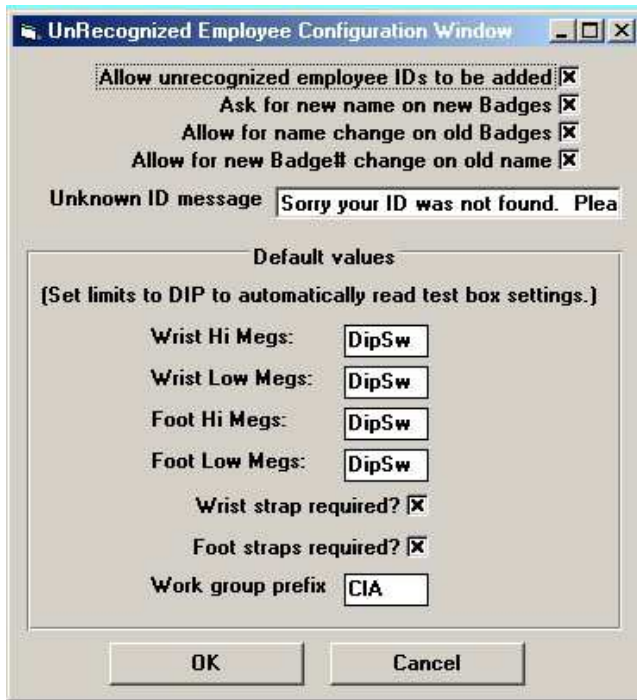 UnRecognized Employee Configuration Window
Allow unrecognized employee IDs to be added
Ask for new name on new Badges
Allow for name change on old Badges
Allow for new Badge# change on old name
Unknown ID message Sorry your ID was not found. Plea
Default values
(Set limits to DIP to automatically read test box settings.)
Wrist Hi Megs: DipSw
Wrist Low Megs: DipSw
Foot Hi Megs: DipSw
Foot Low Megs: DipSw
Wrist strap required?
Foot straps required?
Work group prefix CIA
OK Cancel